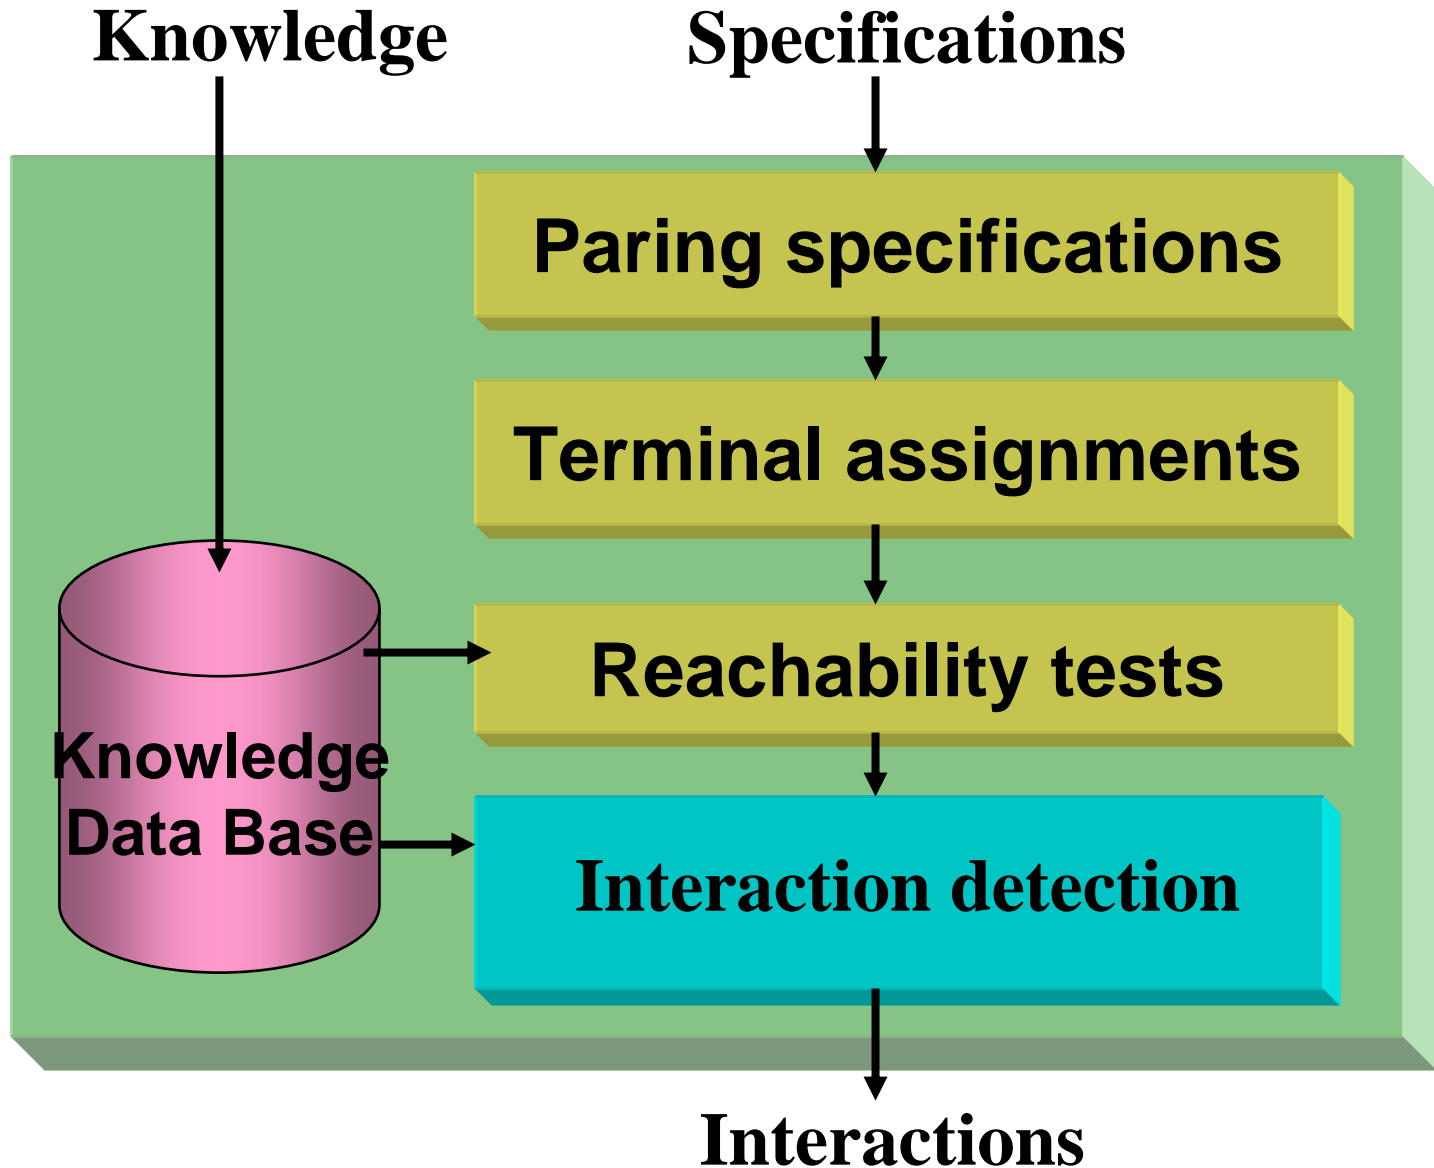 Knowledge
Specifications
Paring specifications
Terminal assignments
Reachability tests
Knowledge
Data Base
Interaction detection
Interactions